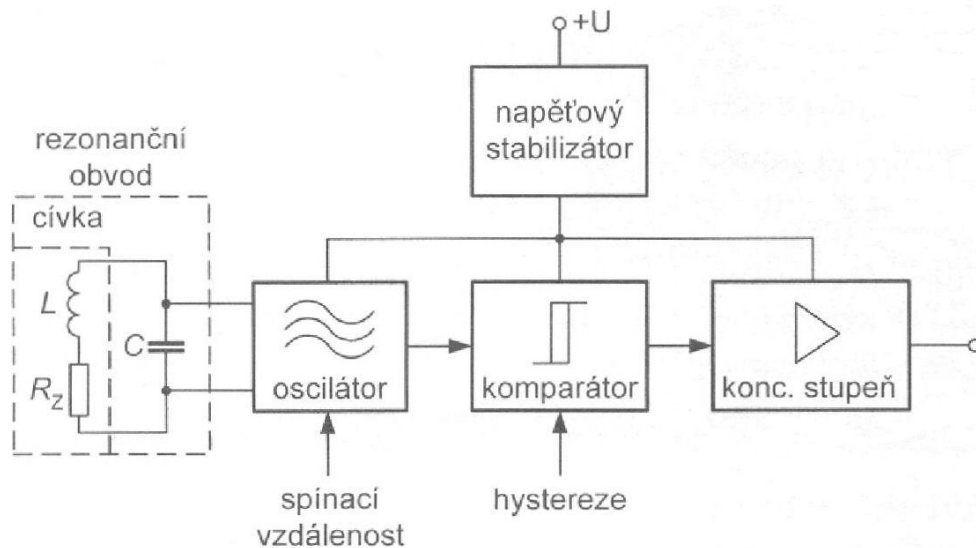 +U
napěťový
stabilizátor
rezonanční
obvod
cívka
L
C
R_z
oscilátor
komparátor
konc. stupeň
spínací
vzdálenost
hystereze